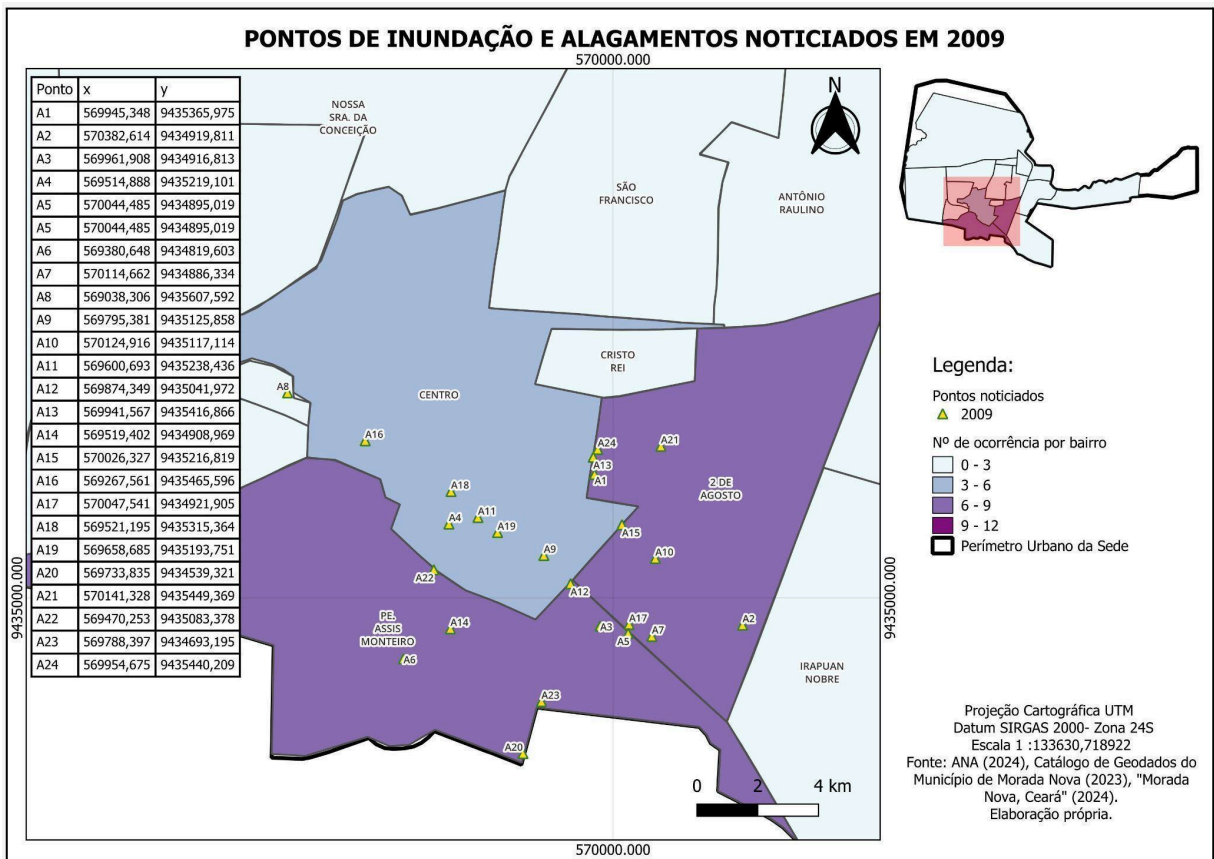 PONTOS DE INUNDAÇÃO E ALAGAMENTOS NOTICIADOS EM 2009
570000.000
Ponto x y
A1 569945,348 9435365,975
A2 570382,614 9434919,811
A3 569961,908 9434916,813
A4 569514,888 9435219,101
A5 570044,485 9434895,019
A5 570044,485 9434895,019
A6 569380,648 9434819,603
A7 570114,662 9434886,334
A8 569038,306 9435607,592
A9 569795,381 9435125,858
A10 570124,916 9435117,114
A11 569600,693 9435238,436
A12 569874,349 9435041,972
A13 569941,567 9435416,866
A14 569519,402 9434908,969
A15 570026,327 9435216,819
A16 569267,561 9435465,596
A17 570047,541 9434921,905
A18 569521,195 9435315,364
A19 569658,685 9435193,751
A20 569733,835 9434539,321
A21 570141,328 9435449,369
A22 569470,253 9435083,378
A23 569788,397 9434693,195
A24 569954,675 9435440,209
NOSSA
SRA. DA
CONCEIÇÃO
SÃO
FRANCISCO
ANTÔNIO
RAULINO
N
CRISTO
REI
CENTRO
A8
A16
A24
A21
A13
A1
2 DE
AGOSTO
A18
A4
A11
A19
A15
A9
A10
A22
A12
PE.
ASSIS
MONTEIRO
A14
A3
A17
A5
A7
A2
A6
IRAPUAN
NOBRE
A23
A20
9435000.000
9435000.000
0 2 4 km
570000.000
Legenda:
Pontos noticiados
2009
Nº de ocorrência por bairro
0 - 3
3 - 6
6 - 9
9 - 12
Perímetro Urbano da Sede
Projeção Cartográfica UTM
Datum SIRGAS 2000- Zona 24S
Escala 1 :133630,718922
Fonte: ANA (2024), Catálogo de Geodados do
Município de Morada Nova (2023), "Morada
Nova, Ceará" (2024).
Elaboração própria.